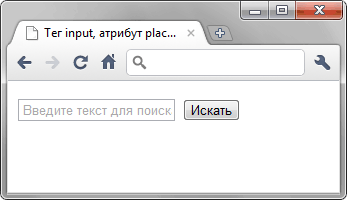 Тег input, атрибут plac...
Введите текст для поиск
Искать